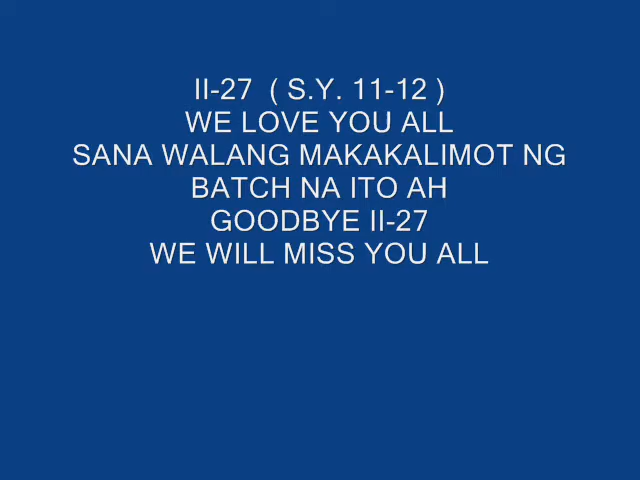 II-27  ( S.Y. 11-12 )
WE LOVE YOU ALL
SANA WALANG MAKAKALIMOT NG
BATCH NA ITO AH
GOODBYE II-27
WE WILL MISS YOU ALL